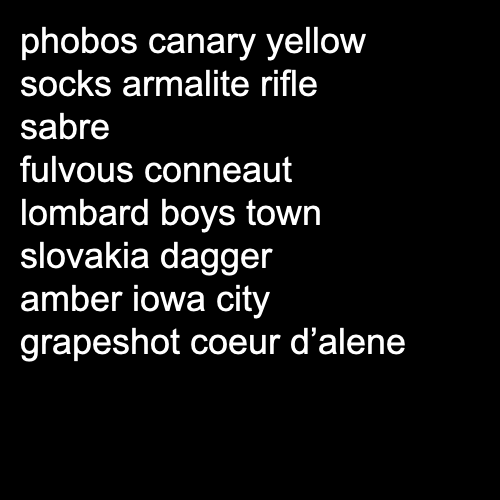 phobos canary yellow
socks armalite rifle
sabre
fulvous conneaut
lombard boys town
slovakia dagger
amber iowa city
grapeshot coeur d’alene